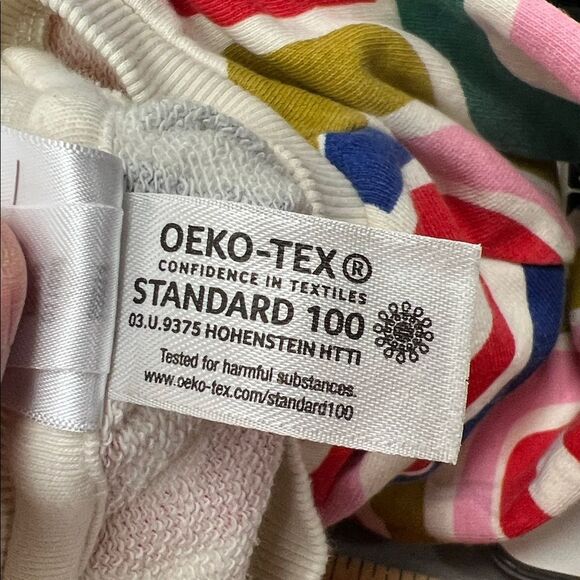 OEKO-TEX®
CONFIDENCE IN TEXTILES
STANDARD 100
03.U.9375 HOHENSTEIN HTTI
Tested for harmful substances.
www.oeko-tex.com/standard100